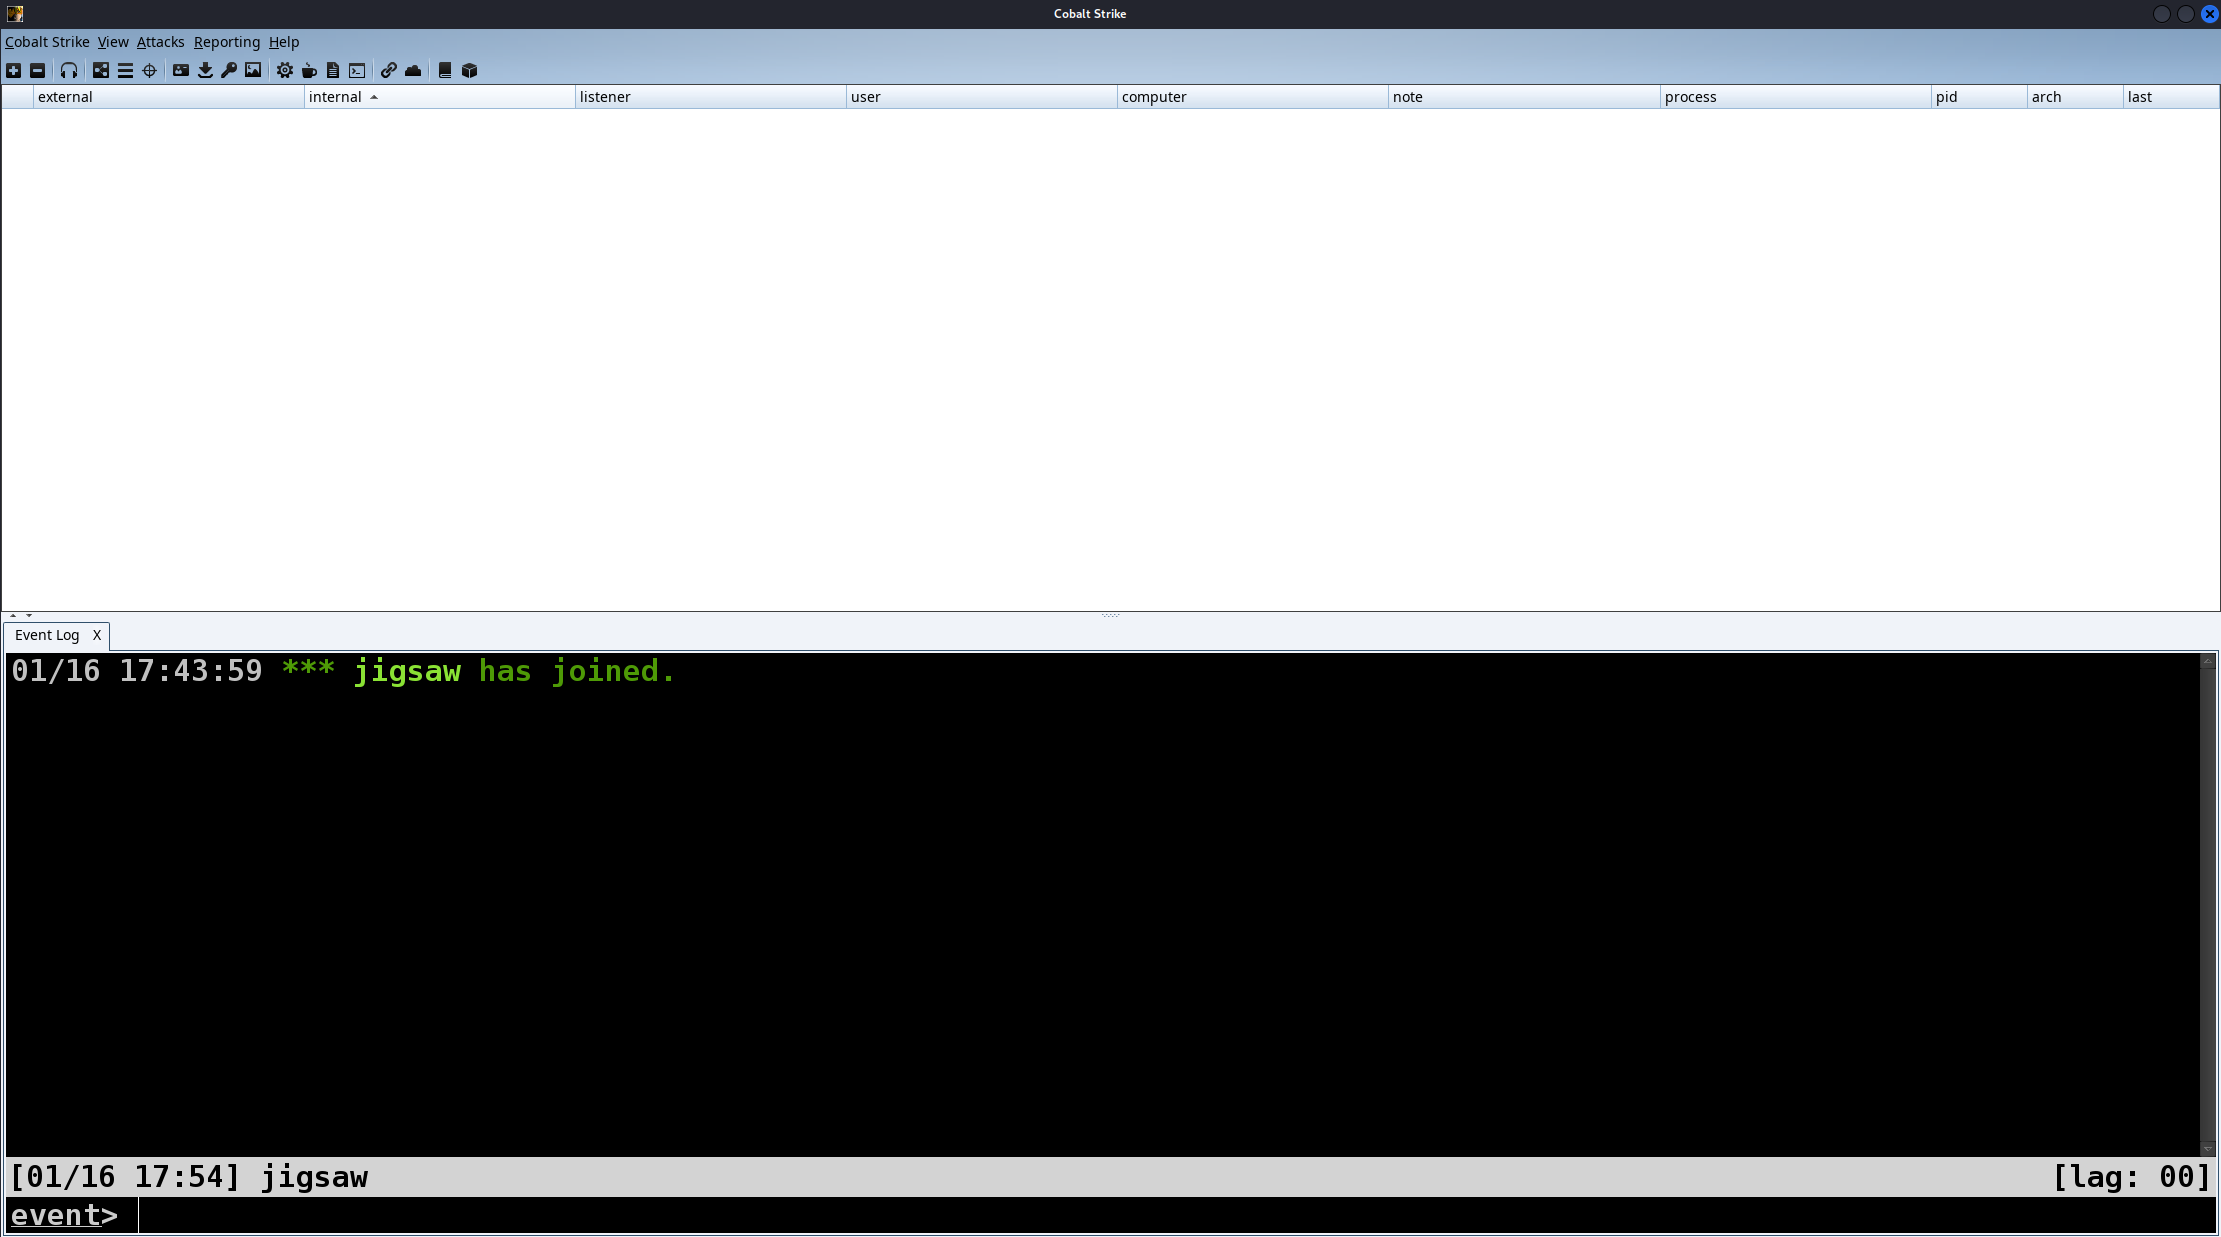 Cobalt Strike
Cobalt Strike View Attacks Reporting Help
external internal listener user computer note process pid arch last
Event Log X
01/16 17:43:59 *** jigsaw has joined.
[01/16 17:54] jigsaw [lag: 00]
event>